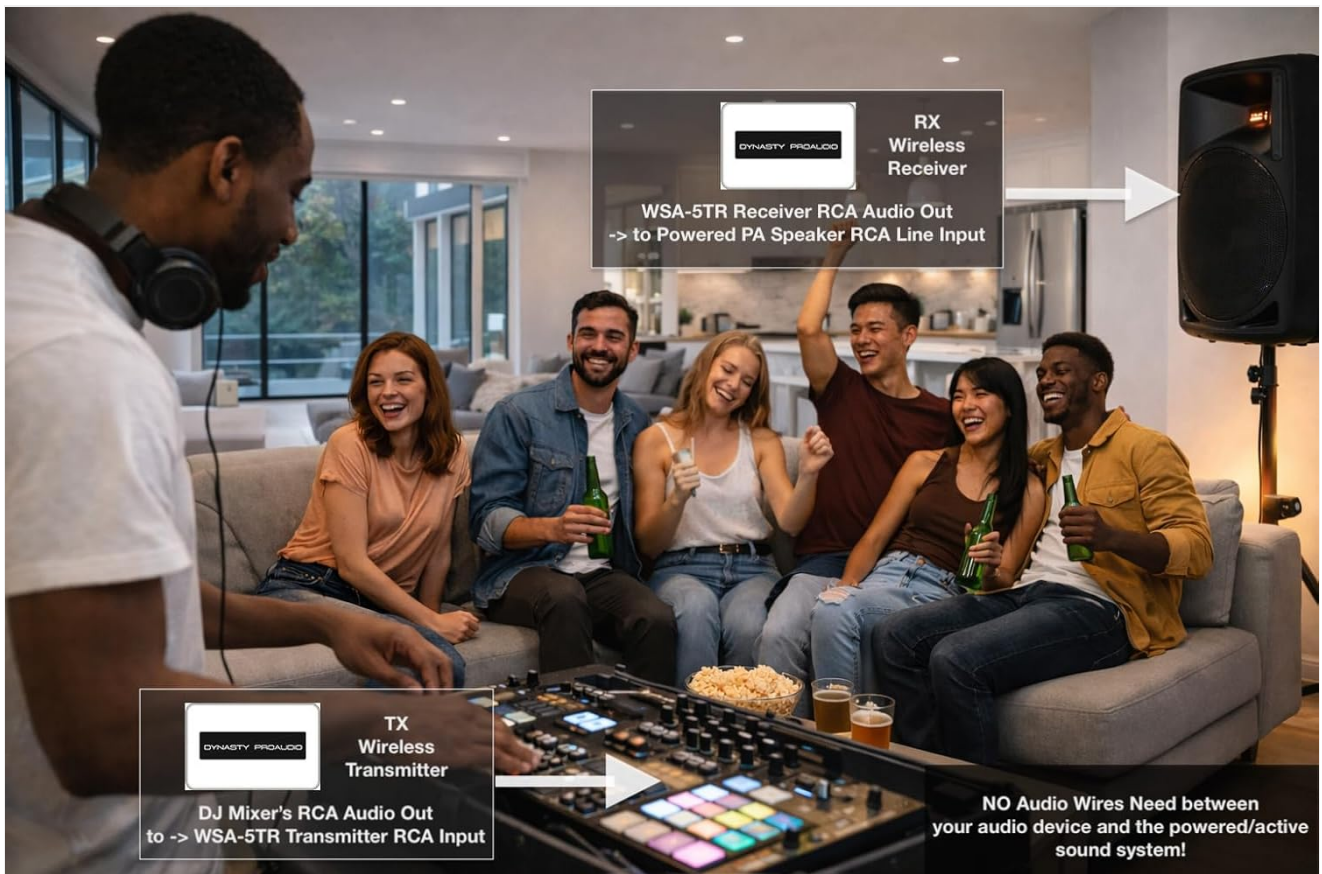 DYNASTY PROAUDIO
RX
Wireless
Receiver
WSA-5TR Receiver RCA Audio Out
-> to Powered PA Speaker RCA Line Input
DYNASTY PROAUDIO
TX
Wireless
Transmitter
DJ Mixer's RCA Audio Out
to -> WSA-5TR Transmitter RCA Input
NO Audio Wires Need between
your audio device and the powered/active
sound system!